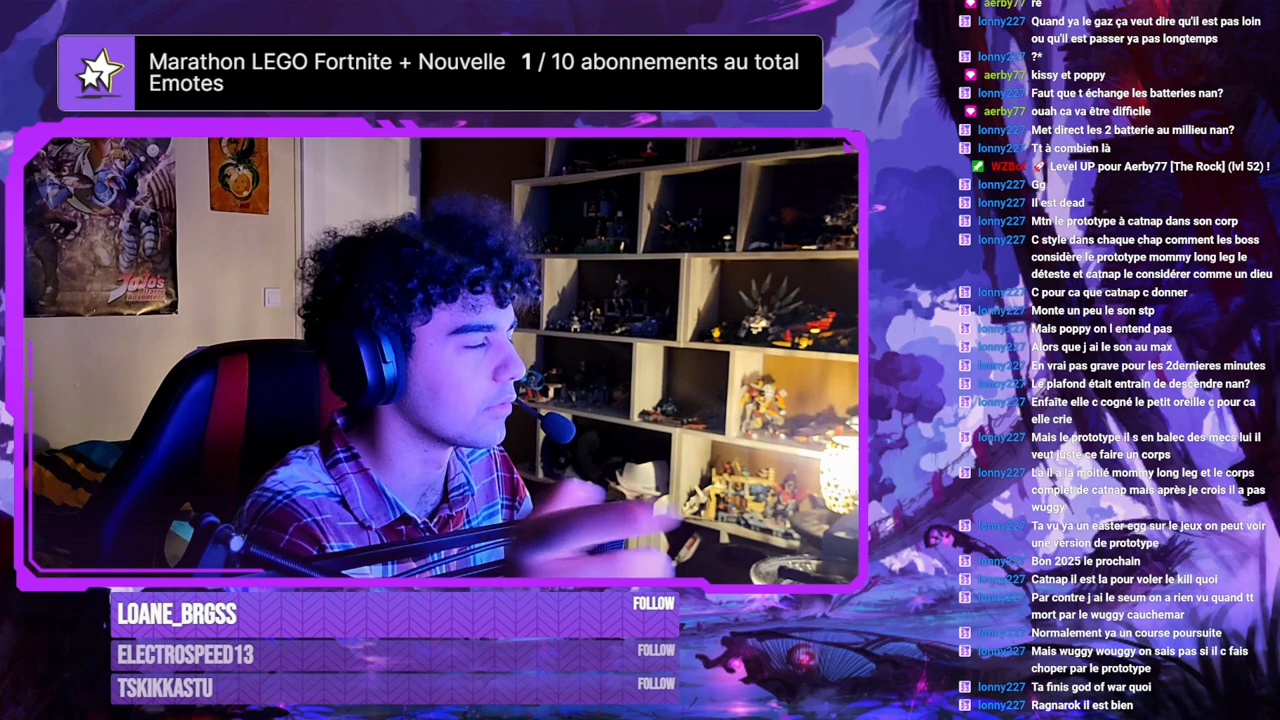 Marathon LEGO Fortnite + Nouvelle Emotes
1 / 10 abonnements au total
JoJo's
BIZARRE ADVENTURE
LOANE_BRGSS FOLLOW
ELECTROSPEED13 FOLLOW
TSKIKKASTU FOLLOW
aerby77 re
lonny227 Quand ya le gaz ça veut dire qu'il est pas loin
ou qu'il est passer ya pas longtemps
lonny227 ?*
aerby77 kissy et poppy
lonny227 Faut que t échange les batteries nan?
aerby77 ouah ca va être difficile
lonny227 Met direct les 2 batterie au millieu nan?
lonny227 Tt à combien là
WZBot 🚀 Level UP pour Aerby77 [The Rock] (lvl 52) !
lonny227 Gg
lonny227 Il est dead
lonny227 Mtn le prototype à catnap dans son corp
lonny227 C style dans chaque chap comment les boss
considère le prototype mommy long leg le
déteste et catnap le considérer comme un dieu
lonny227 C pour ca que catnap c donner
lonny227 Monte un peu le son stp
lonny227 Mais poppy on l entend pas
lonny227 Alors que j ai le son au max
lonny227 En vrai pas grave pour les 2dernieres minutes
lonny227 Le plafond était entrain de descendre nan?
lonny227 Enfaîte elle c cogné le petit oreille c pour ca
elle crie
lonny227 Mais le prototype il s en balec des mecs lui il
veut juste ce faire un corps
lonny227 La il a la moitié mommy long leg et le corps
complet de catnap mais après je crois il a pas
wuggy
lonny227 Ta vu ya un easter-egg sur le jeux on peut voir
une version de prototype
lonny227 Bon 2025 le prochain
lonny227 Catnap il est la pour voler le kill quoi
lonny227 Par contre j ai le seum on a rien vu quand tt
mort par le wuggy cauchemar
lonny227 Normalement ya un course poursuite
lonny227 Mais wuggy wouggy on sais pas si il c fais
choper par le prototype
lonny227 Ta finis god of war quoi
lonny227 Ragnarok il est bien